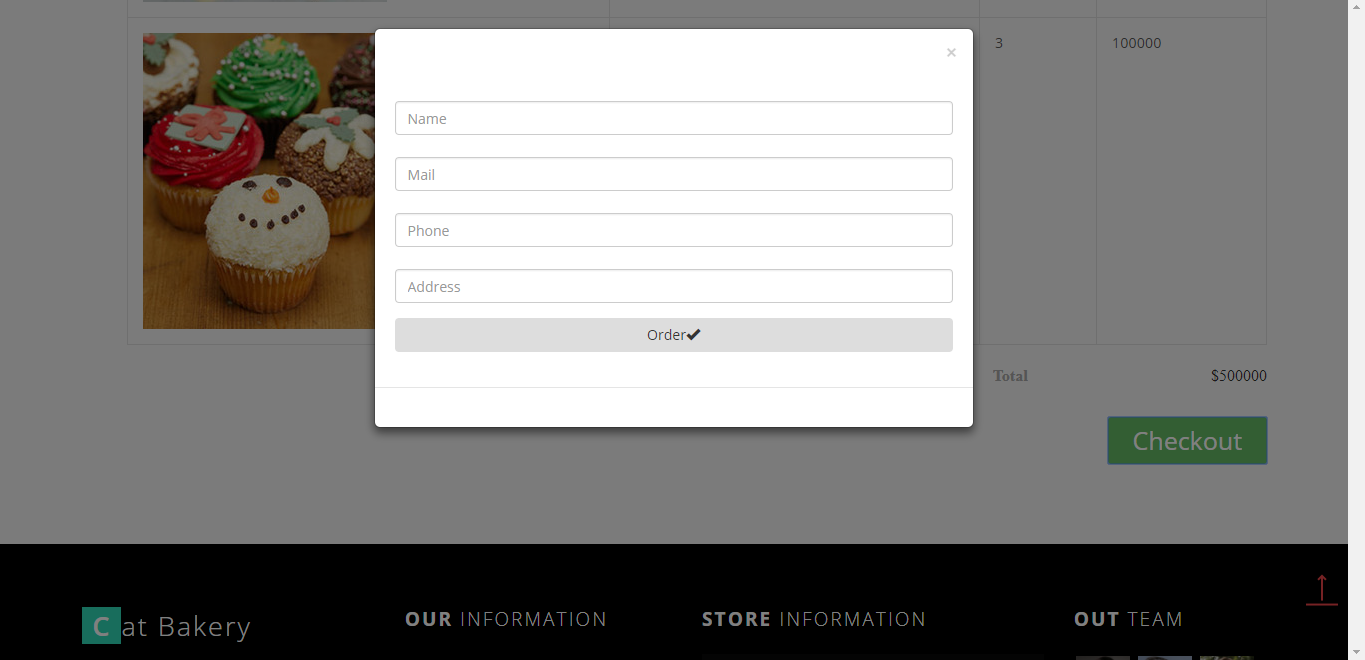 ×
3
100000
Name
Mail
Phone
Address
Order✔
Total
$500000
Checkout
Cat Bakery
OUR INFORMATION
STORE INFORMATION
OUT TEAM